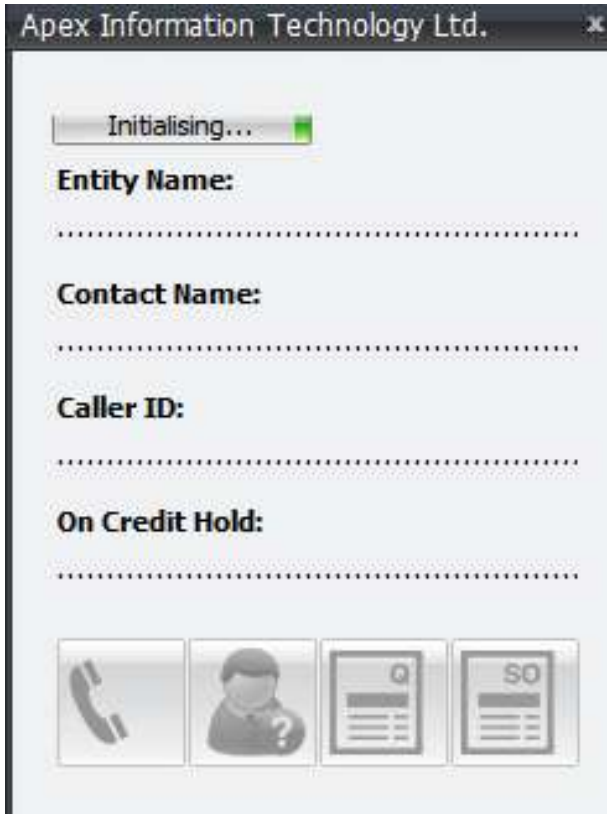 Apex Information Technology Ltd. x
Initialising...
Entity Name:
Contact Name:
Caller ID:
On Credit Hold:
? Q SO